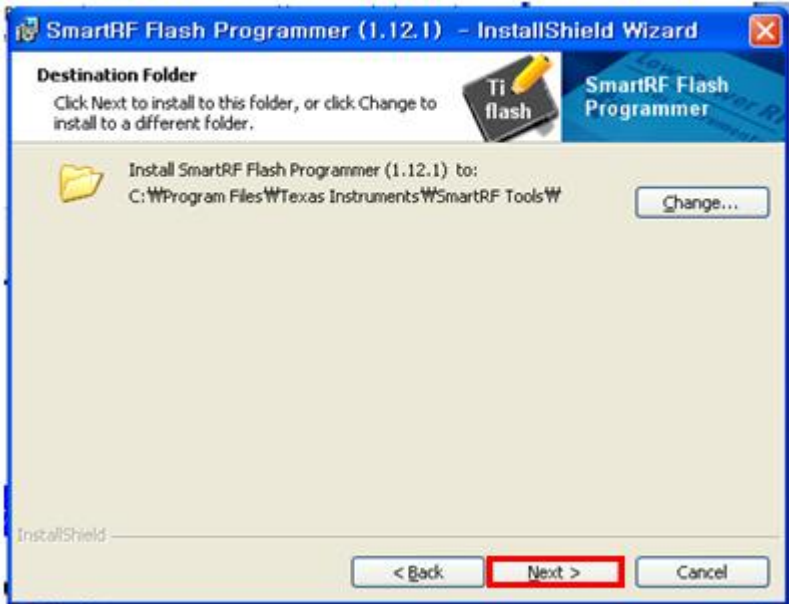 SmartRF Flash Programmer (1.12.1) - InstallShield Wizard
Destination Folder
Click Next to install to this folder, or click Change to
install to a different folder.
Ti
flash
SmartRF Flash
Programmer
Install SmartRF Flash Programmer (1.12.1) to:
C:₩Program Files₩Texas Instruments₩SmartRF Tools₩
Change...
InstallShield
< Back
Next >
Cancel